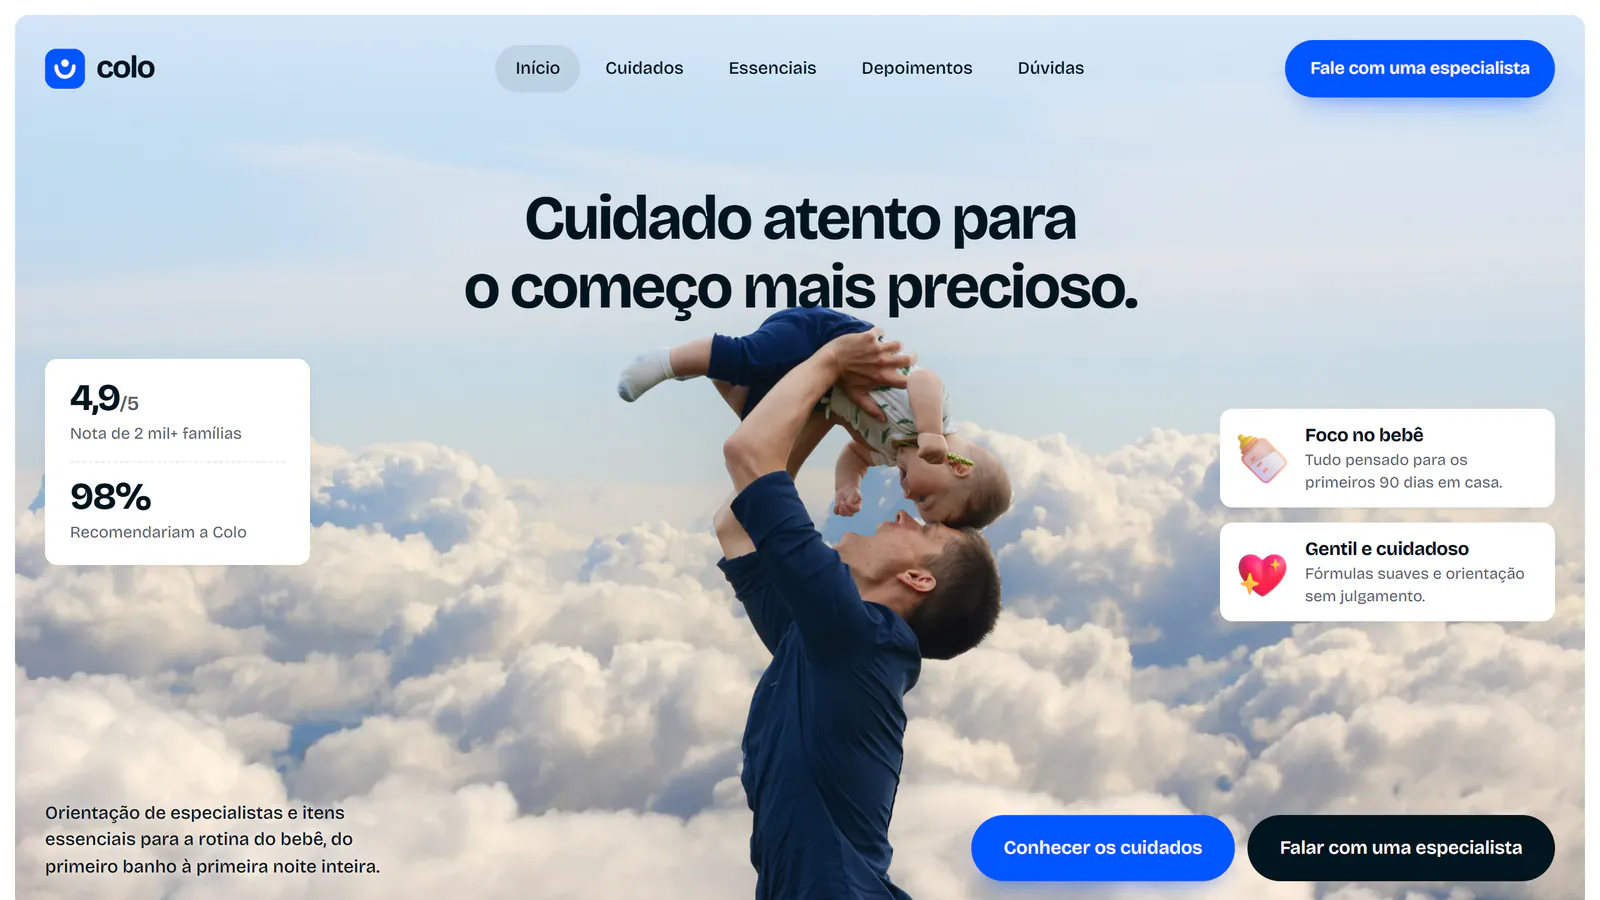 colo
Início
Cuidados
Essenciais
Depoimentos
Dúvidas
Fale com uma especialista
Cuidado atento para
o começo mais precioso.
4,9/5
Nota de 2 mil+ famílias
98%
Recomendariam a Colo
Foco no bebê
Tudo pensado para os
primeiros 90 dias em casa.
Gentil e cuidadoso
Fórmulas suaves e orientação
sem julgamento.
Orientação de especialistas e itens
essenciais para a rotina do bebê, do
primeiro banho à primeira noite inteira.
Conhecer os cuidados
Falar com uma especialista